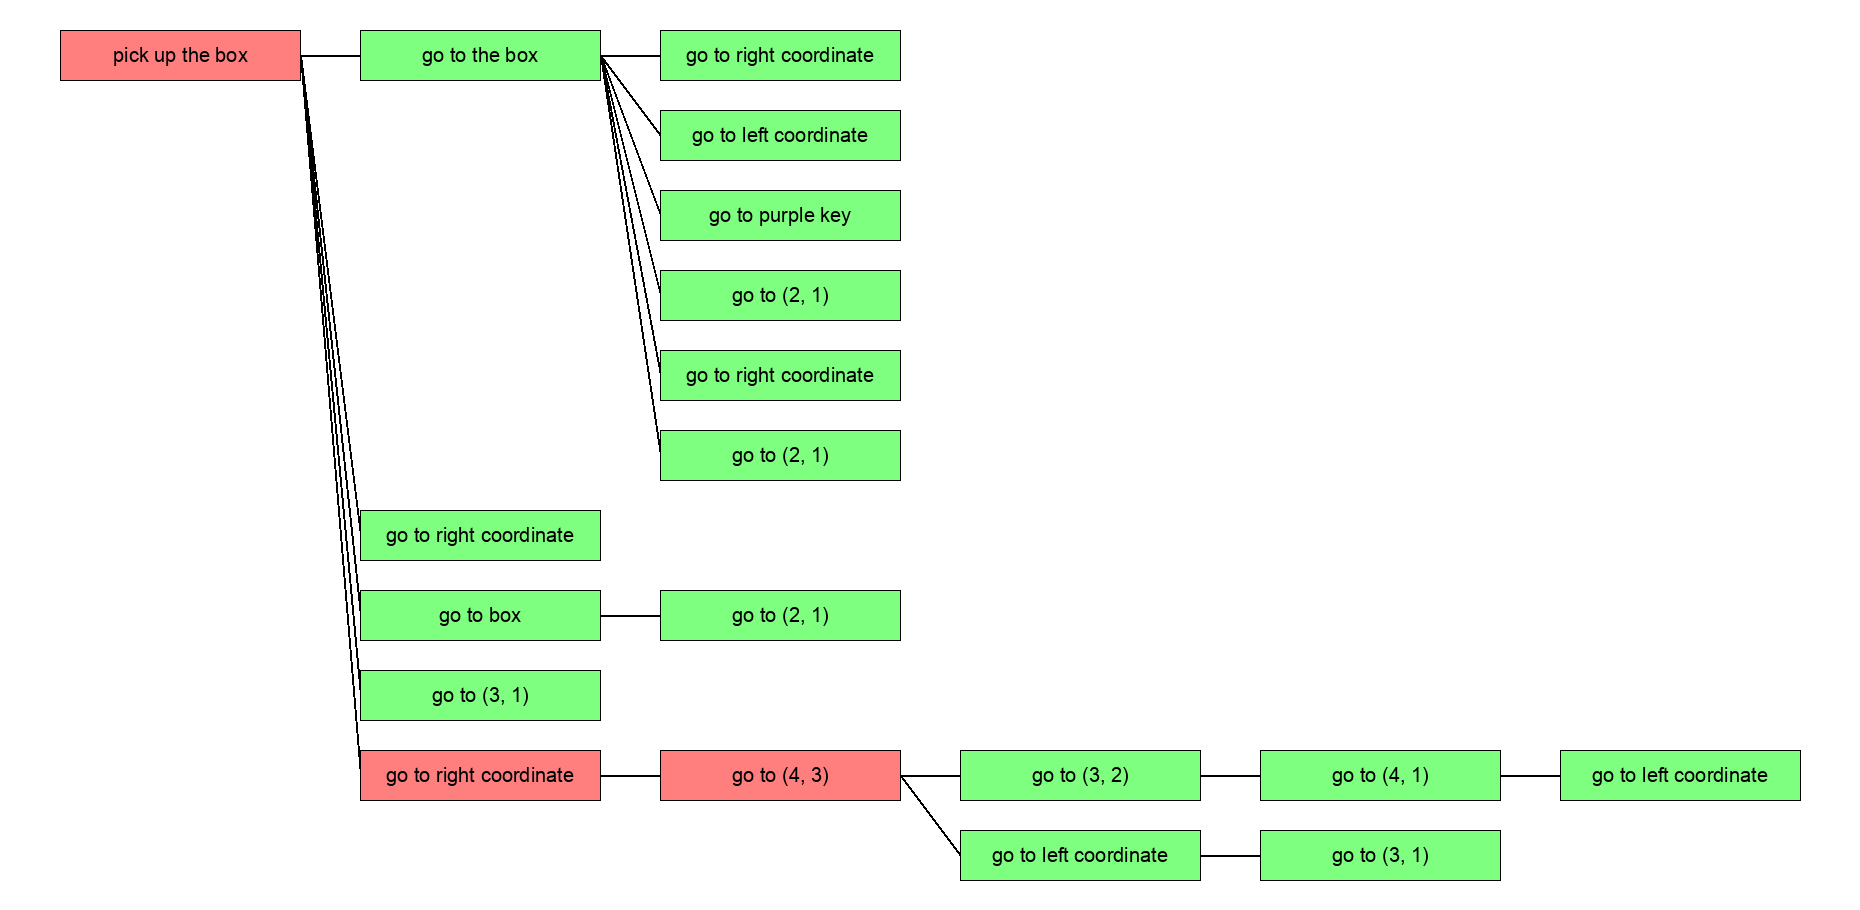 pick up the box
go to the box
go to right coordinate
go to left coordinate
go to purple key
go to (2, 1)
go to right coordinate
go to (2, 1)
go to right coordinate
go to box
go to (2, 1)
go to (3, 1)
go to right coordinate
go to (4, 3)
go to (3, 2)
go to (4, 1)
go to left coordinate
go to left coordinate
go to (3, 1)